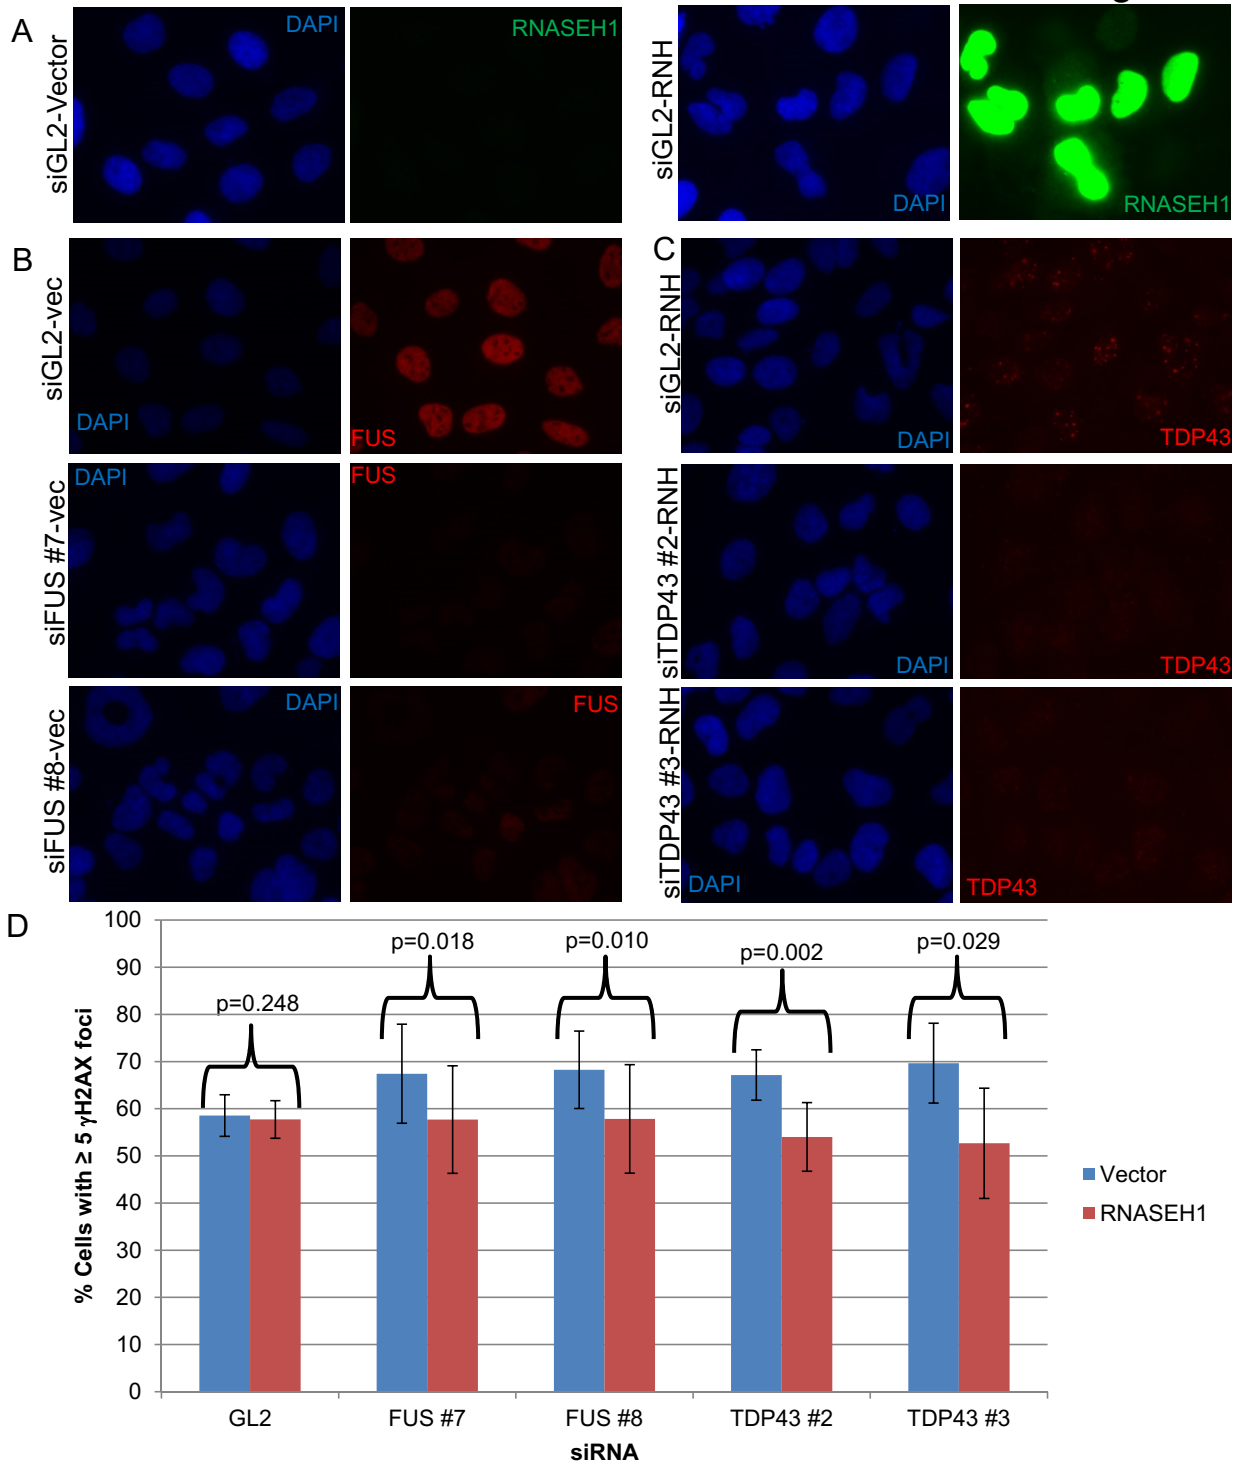 A
siGL2-Vector
DAPI
RNASEH1
siGL2-RNH
DAPI
RNASEH1
B
siGL2-vec
DAPI
FUS
siFUS #7-vec
DAPI
FUS
siFUS #8-vec
DAPI
FUS
C
siGL2-RNH
DAPI
TDP43
siTDP43 #2-RNH
DAPI
TDP43
siTDP43 #3-RNH
DAPI
TDP43
D
% Cells with ≥ 5 γH2AX foci
100
90
80
70
60
50
40
30
20
10
0
p=0.248
p=0.018
p=0.010
p=0.002
p=0.029
GL2
FUS #7
FUS #8
TDP43 #2
TDP43 #3
siRNA
Vector
RNASEH1